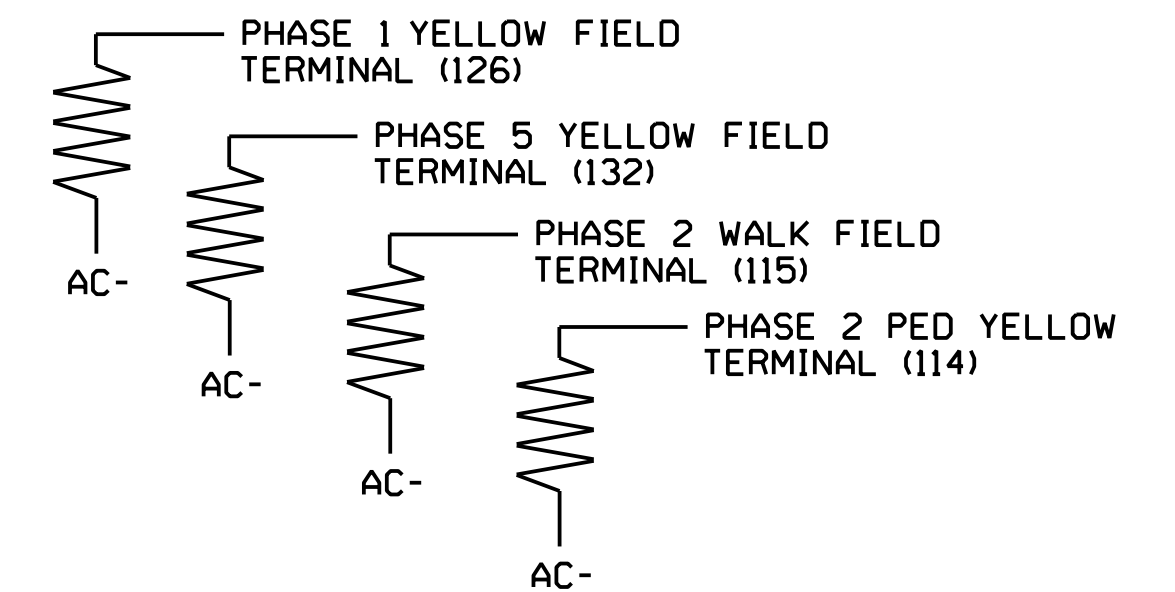 PHASE 1 YELLOW FIELD
TERMINAL (126)
PHASE 5 YELLOW FIELD
TERMINAL (132)
PHASE 2 WALK FIELD
TERMINAL (115)
AC-
PHASE 2 PED YELLOW
TERMINAL (114)
AC-
AC-
AC-